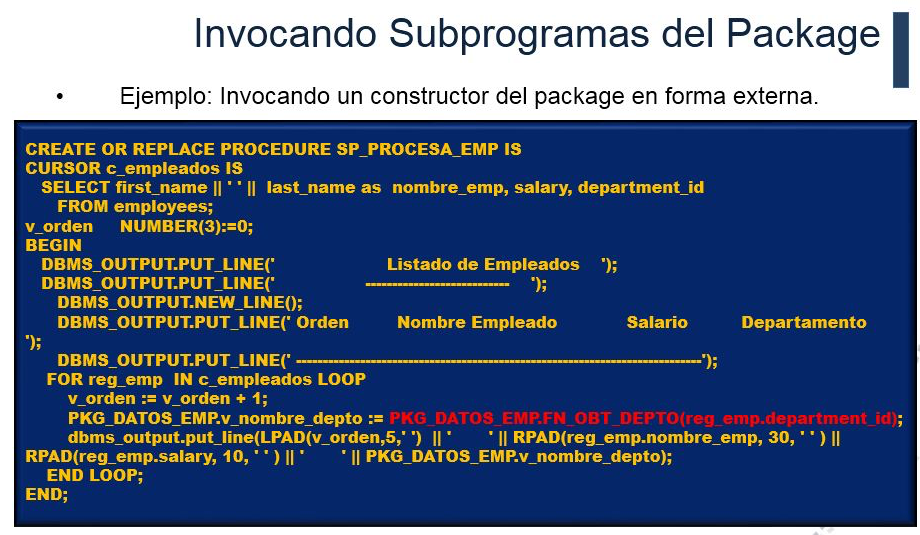 Invocando Subprogramas del Package
• Ejemplo: Invocando un constructor del package en forma externa.
CREATE OR REPLACE PROCEDURE SP_PROCESA_EMP IS
CURSOR c_empleados IS
SELECT first_name || ' ' || last_name as nombre_emp, salary, department_id
FROM employees;
v_orden NUMBER(3):=0;
BEGIN
DBMS_OUTPUT.PUT_LINE(' Listado de Empleados ');
DBMS_OUTPUT.PUT_LINE(' --------------------------- ');
DBMS_OUTPUT.NEW_LINE();
DBMS_OUTPUT.PUT_LINE(' Orden Nombre Empleado Salario Departamento
');
DBMS_OUTPUT.PUT_LINE(' ----------------------------------------------------------------------------');
FOR reg_emp IN c_empleados LOOP
v_orden := v_orden + 1;
PKG_DATOS_EMP.v_nombre_depto := PKG_DATOS_EMP.FN_OBT_DEPTO(reg_emp.department_id);
dbms_output.put_line(LPAD(v_orden,5,' ') || ' ' || RPAD(reg_emp.nombre_emp, 30, ' ' ) ||
RPAD(reg_emp.salary, 10, ' ' ) || ' ' || PKG_DATOS_EMP.v_nombre_depto);
END LOOP;
END;